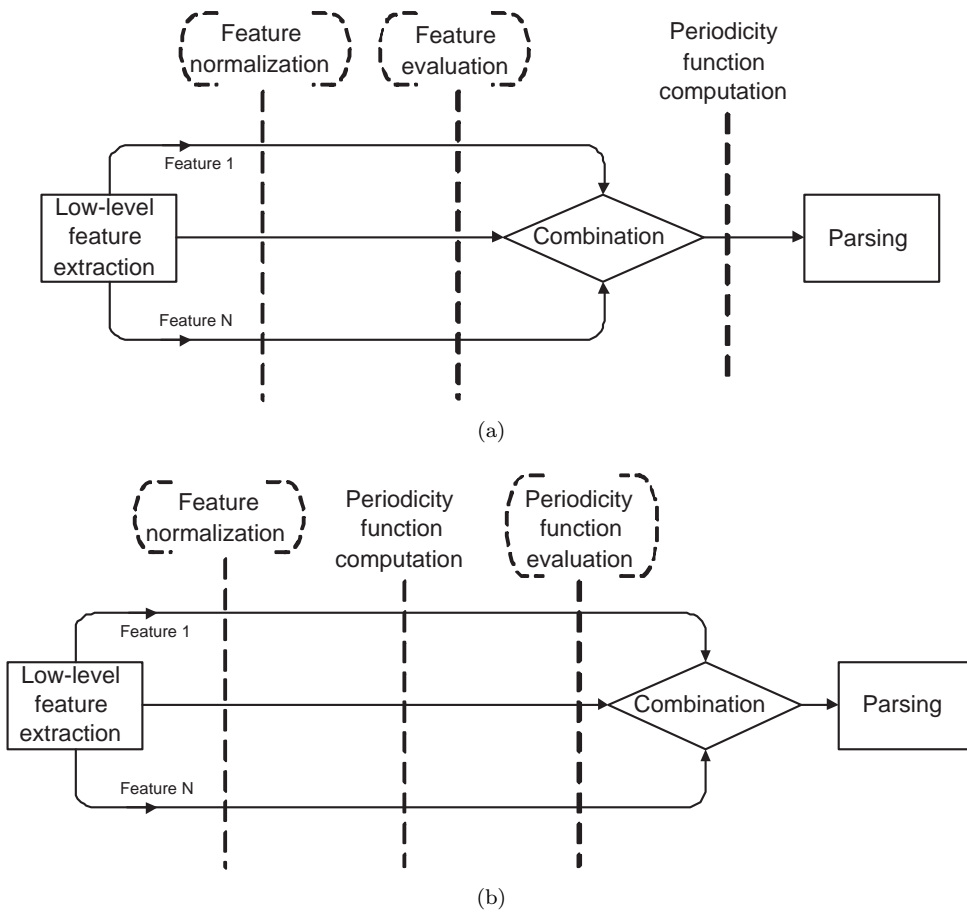 Feature
normalization
Feature
evaluation
Periodicity
function
computation
Feature 1
Low-level
feature
extraction
Combination
Parsing
Feature N
(a)
Feature
normalization
Periodicity
function
computation
Periodicity
function
evaluation
Feature 1
Low-level
feature
extraction
Combination
Parsing
Feature N
(b)